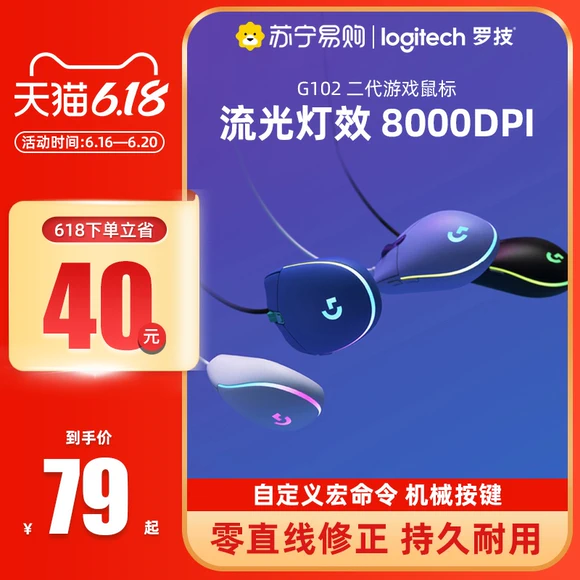 天猫6.18
活动时间:6.16—6.20
苏宁易购 logitech 罗技
G102 二代游戏鼠标
流光灯效 8000DPI
618下单立省
40元
到手价
¥79起
自定义宏命令 机械按键
零直线修正 持久耐用